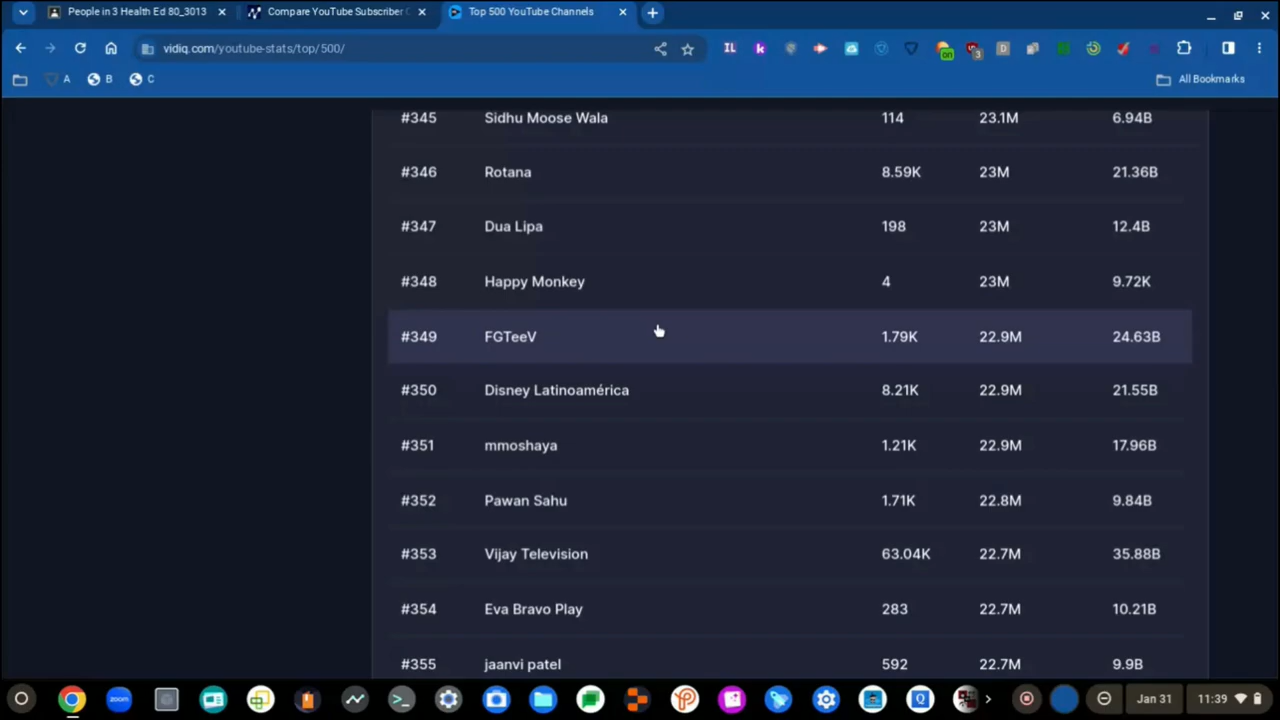 People in 3 Health Ed 80_3013
Compare YouTube Subscriber C
Top 500 YouTube Channels
vidiq.com/youtube-stats/top/500/
IL
k
on
3
D
A
B
C
All Bookmarks
#345 Sidhu Moose Wala 114 23.1M 6.94B
#346 Rotana 8.59K 23M 21.36B
#347 Dua Lipa 198 23M 12.4B
#348 Happy Monkey 4 23M 9.72K
#349 FGTeeV 1.79K 22.9M 24.63B
#350 Disney Latinoamérica 8.21K 22.9M 21.55B
#351 mmoshaya 1.21K 22.9M 17.96B
#352 Pawan Sahu 1.71K 22.8M 9.84B
#353 Vijay Television 63.04K 22.7M 35.88B
#354 Eva Bravo Play 283 22.7M 10.21B
#355 jaanvi patel 592 22.7M 9.9B
zoom
Q
Jan 31
11:39